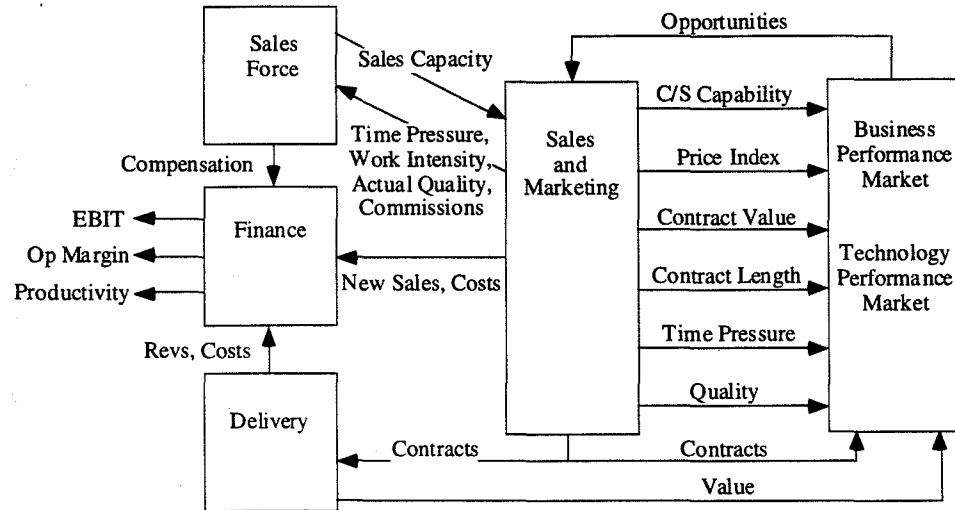 Opportunities
Sales
Force
Sales Capacity
C/S Capability
Business
Performance
Market
Time Pressure,
Work Intensity,
Actual Quality,
Commissions
Sales
and
Marketing
Price Index
Compensation
EBIT
Op Margin
Productivity
Finance
Contract Value
Technology
Performance
Market
New Sales, Costs
Contract Length
Time Pressure
Revs, Costs
Quality
Delivery
Contracts
Contracts
Value